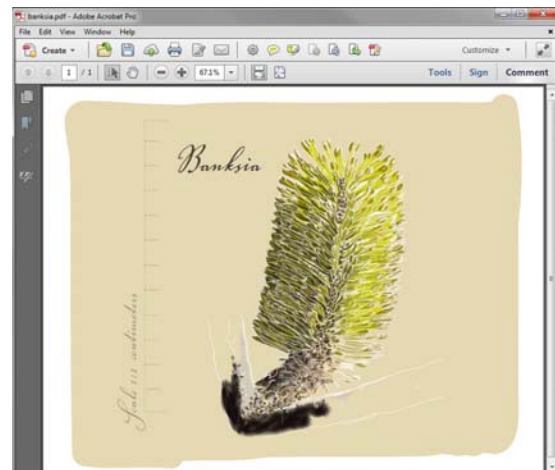 banksia.pdf - Adobe Acrobat Pro
File Edit View Window Help
Create
Customize
1 / 1
67.1%
Tools Sign Comment
Banksia
Scale 1:2 centimeters